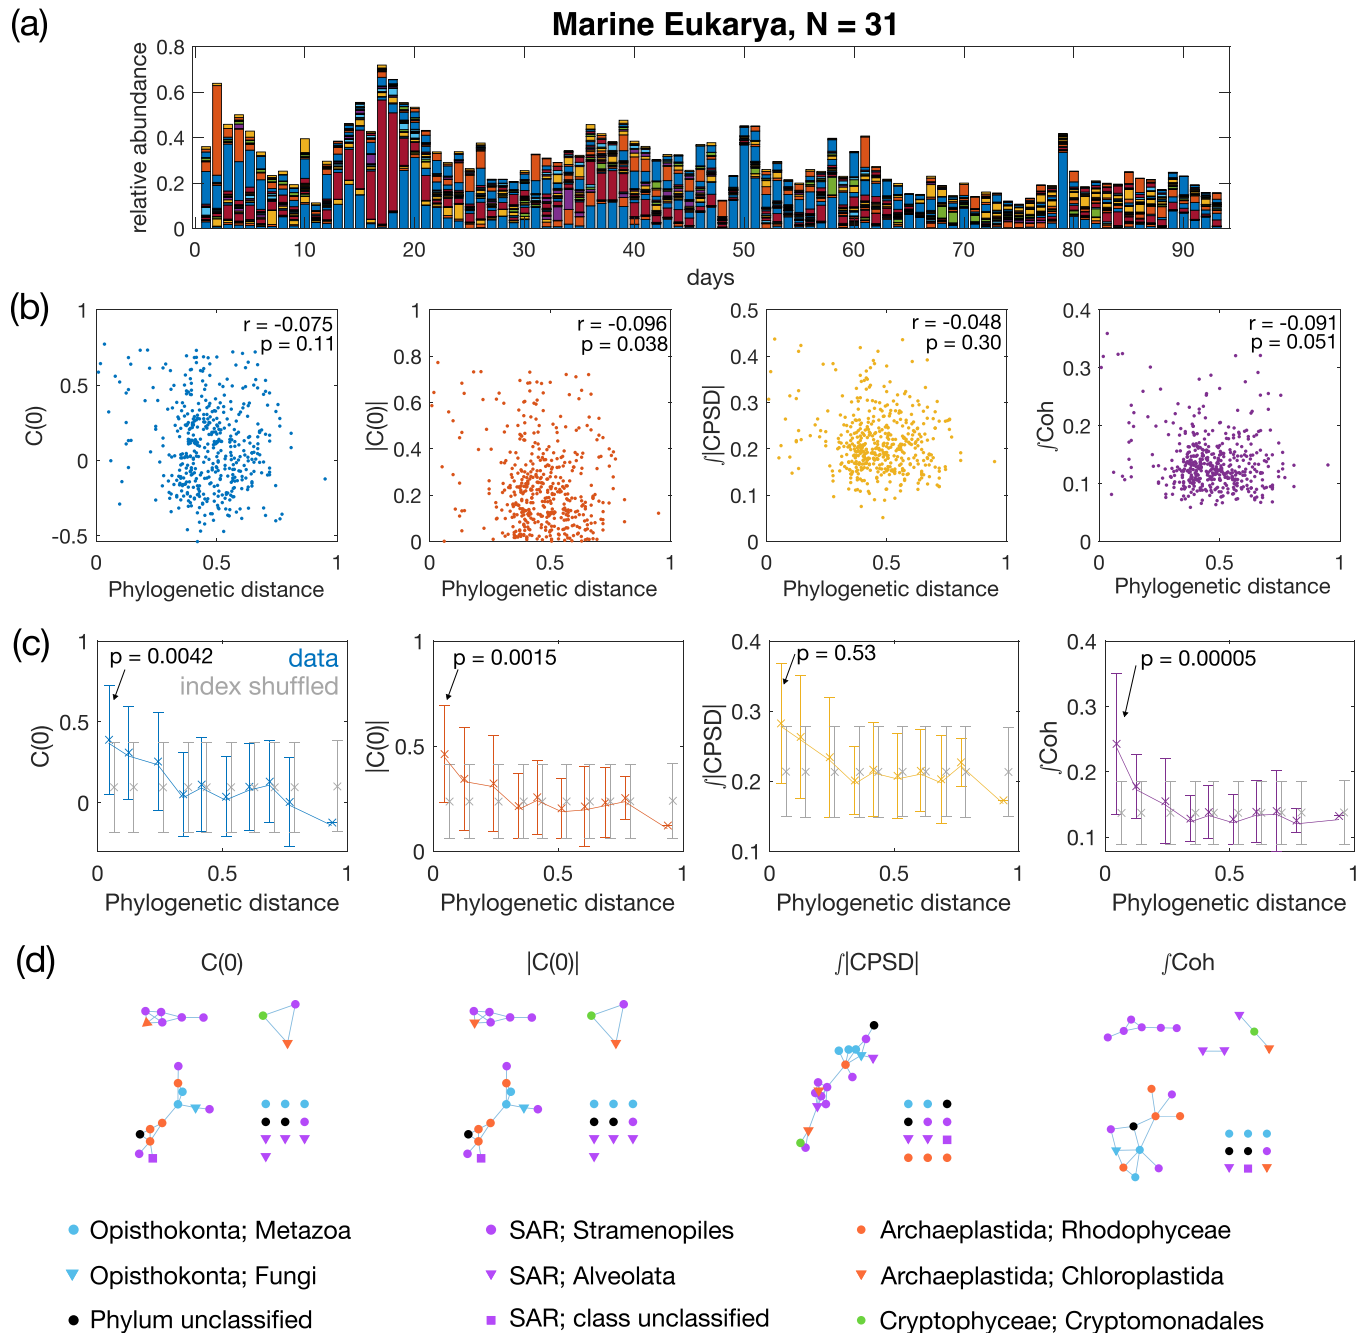 (a)
Marine Eukarya, N = 31
relative abundance
0.8
0.6
0.4
0.2
0
0 10 20 30 40 50 60 70 80 90
days
(b)
C(0)
1
0.5
0
-0.5
r = -0.075
p = 0.11
0 0.5 1
Phylogenetic distance
|C(0)|
1
0.8
0.6
0.4
0.2
0
r = -0.096
p = 0.038
0 0.5 1
Phylogenetic distance
∫|CPSD|
0.5
0.4
0.3
0.2
0.1
0
r = -0.048
p = 0.30
0 0.5 1
Phylogenetic distance
∫Coh
0.4
0.3
0.2
0.1
0
r = -0.091
p = 0.051
0 0.5 1
Phylogenetic distance
(c)
C(0)
1
0.5
0
p = 0.0042
data
index shuffled
0 0.5 1
Phylogenetic distance
|C(0)|
1
0.5
0
p = 0.0015
0 0.5 1
Phylogenetic distance
∫|CPSD|
0.4
0.3
0.2
0.1
p = 0.53
0 0.5 1
Phylogenetic distance
∫Coh
0.4
0.3
0.2
0.1
p = 0.00005
0 0.5 1
Phylogenetic distance
(d)
C(0) |C(0)| ∫|CPSD| ∫Coh
Opisthokonta; Metazoa
Opisthokonta; Fungi
Phylum unclassified
SAR; Stramenopiles
SAR; Alveolata
SAR; class unclassified
Archaeplastida; Rhodophyceae
Archaeplastida; Chloroplastida
Cryptophyceae; Cryptomonadales